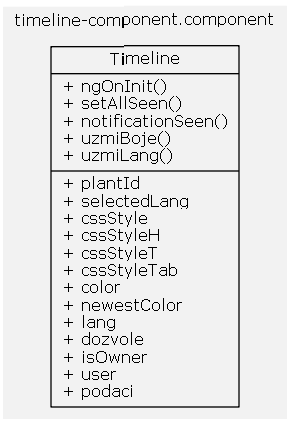 timeline-component.component
Timeline
+ ngOnInit()
+ setAllSeen()
+ notificationSeen()
+ uzmiBoje()
+ uzmiLang()
+ plantId
+ selectedLang
+ cssStyle
+ cssStyleH
+ cssStyleT
+ cssStyleTab
+ color
+ newestColor
+ lang
+ dozvole
+ isOwner
+ user
+ podaci